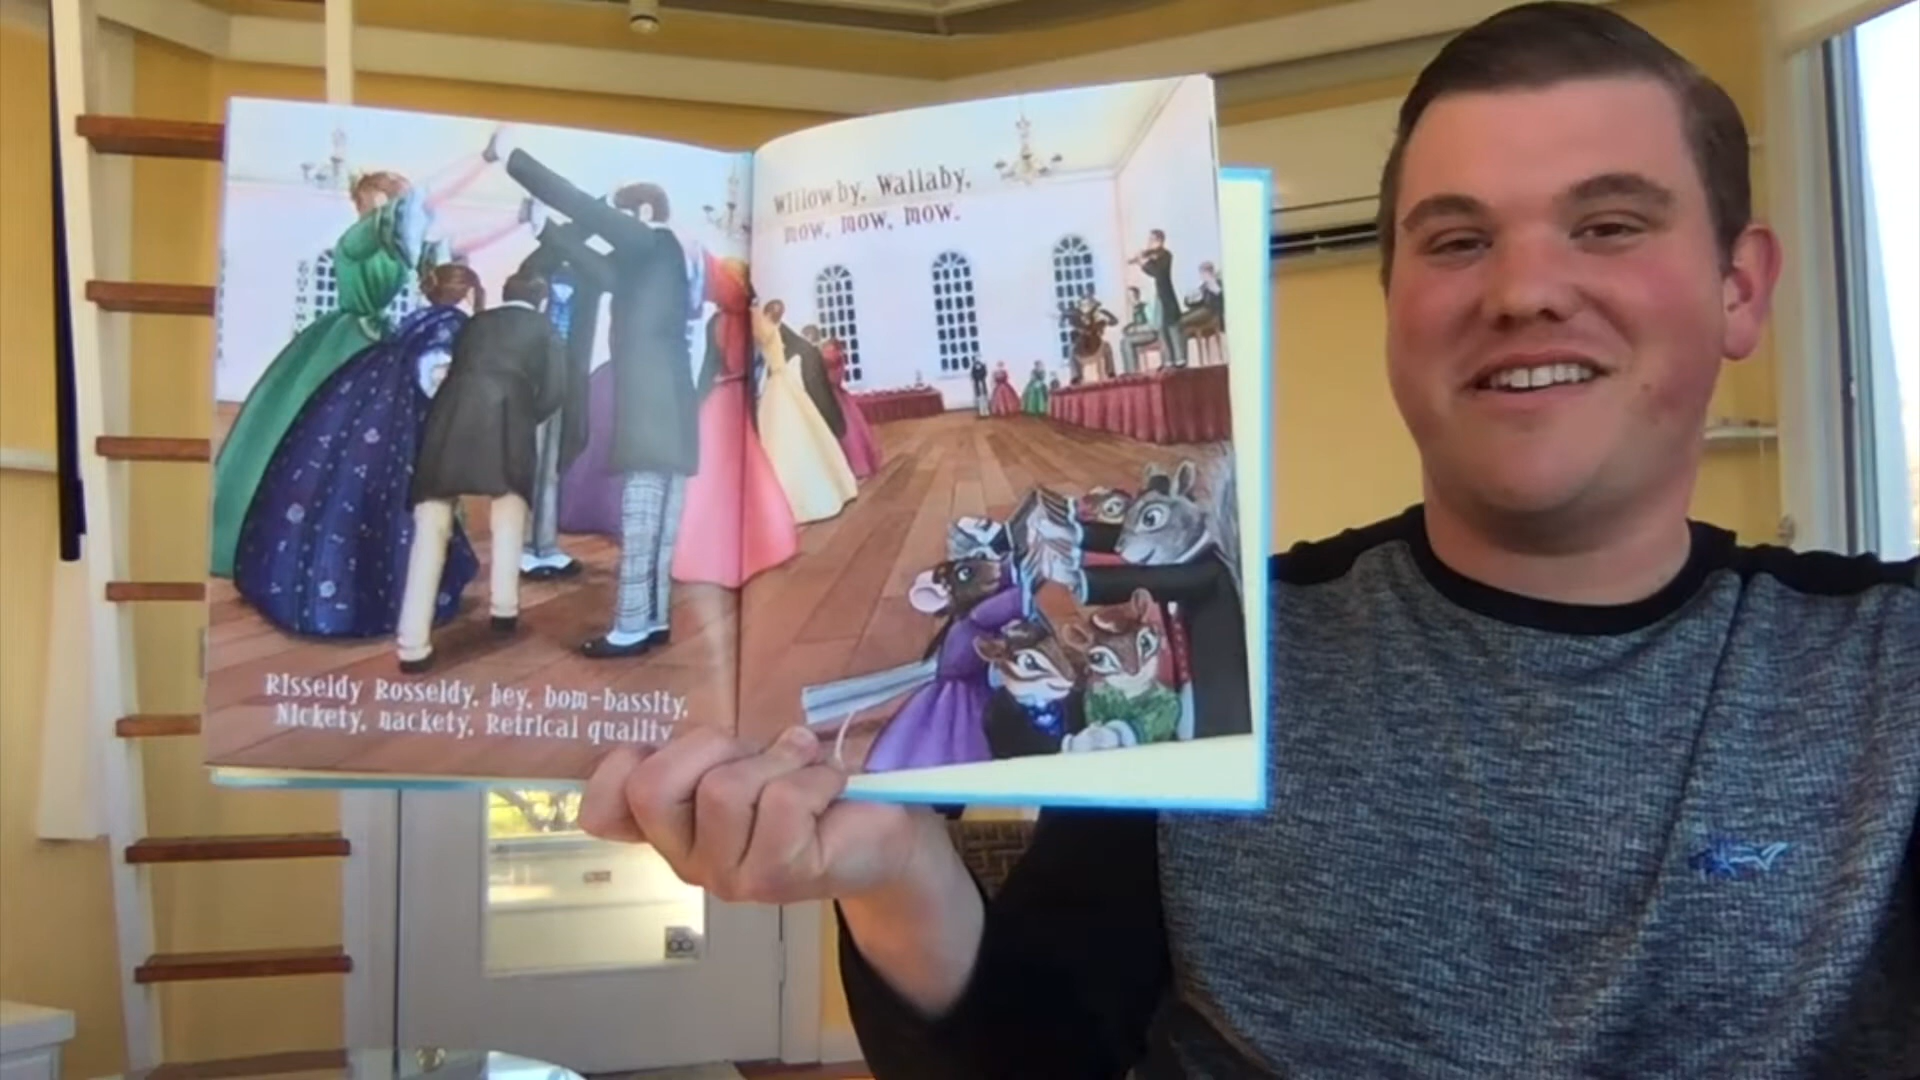 Risseldy Rosseldy, hey, bom-bassity,
Nickety, nackety, Retrical quality
Willowby, Wallaby,
mow, mow, mow.